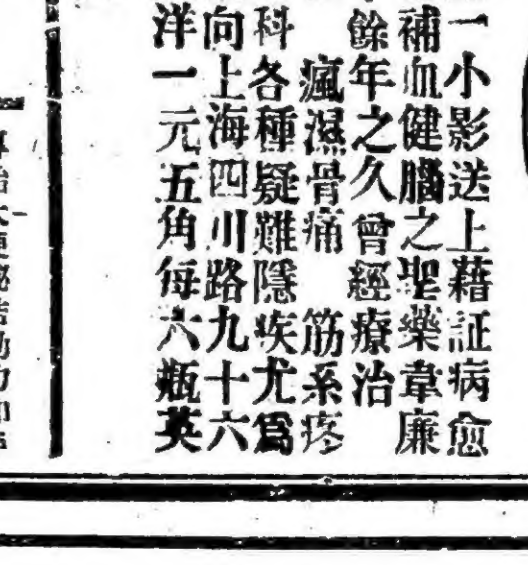 一小影送上藉証病愈
補血健腦之聖藥韋廉
餘年之久曾經療治
瘋濕骨痛 筋系疼
科各種疑難隱疾尤爲
向上海四川路九十六
洋一元五角每六瓶英